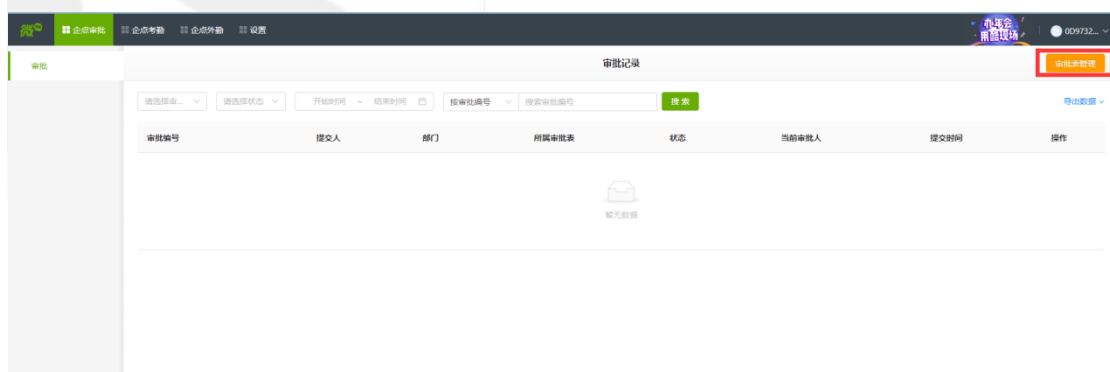 微
企点审批
企点考勤
企点外勤
设置
办年会
用酷现场
0D9732...
审批
审批记录
审批表管理
请选择审...
请选择状态
开始时间 ~ 结束时间
按审批编号
搜索审批编号
搜索
导出数据
审批编号 提交人 部门 所属审批表 状态 当前审批人 提交时间 操作
暂无数据